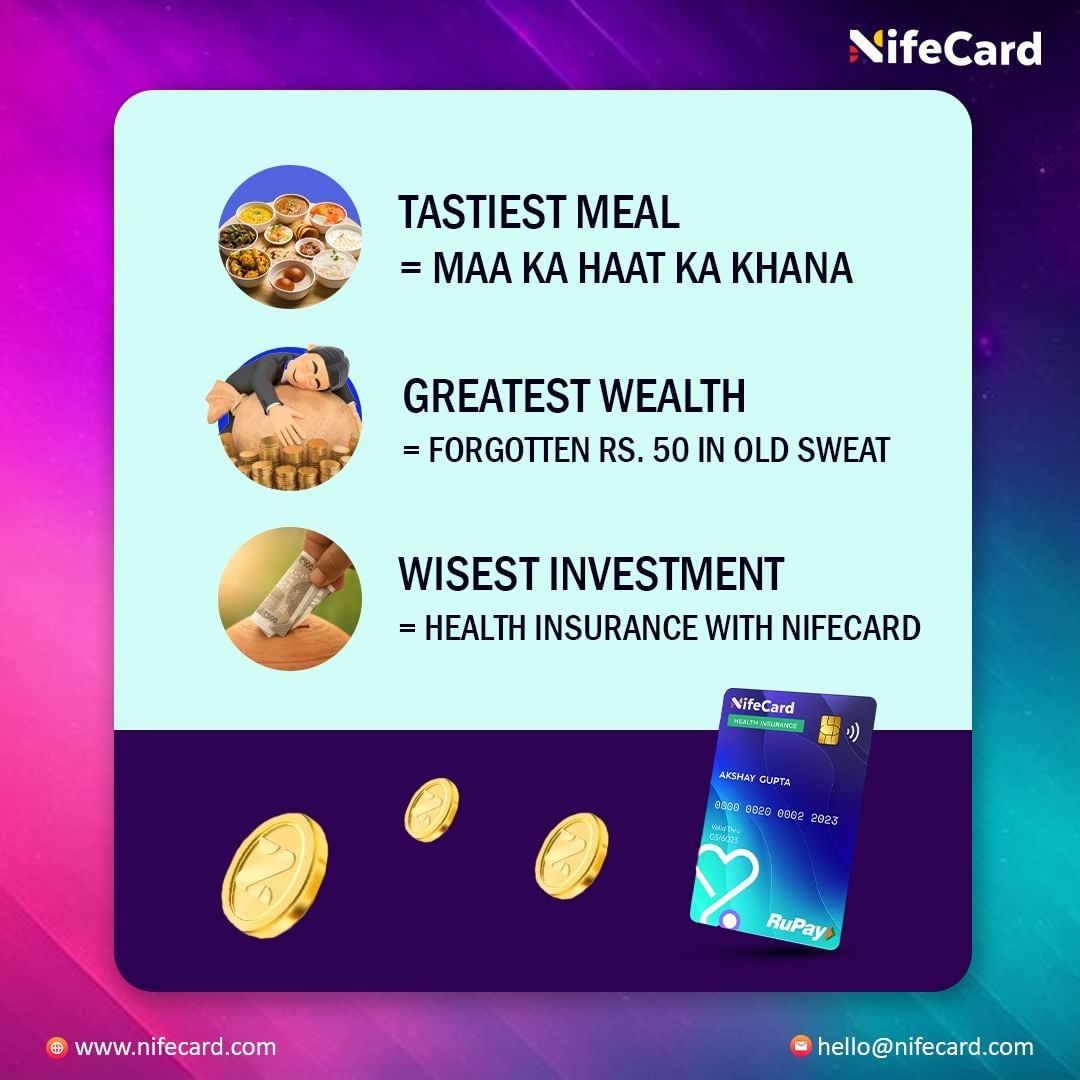 NifeCard
TASTIEST MEAL
= MAA KA HAAT KA KHANA
GREATEST WEALTH
= FORGOTTEN RS. 50 IN OLD SWEAT
WISEST INVESTMENT
= HEALTH INSURANCE WITH NIFECARD
NifeCard
HEALTH INSURANCE
AKSHAY GUPTA
0000 0020 0002 2023
Valid Thru
03/6023
RuPay
www.nifecard.com
hello@nifecard.com